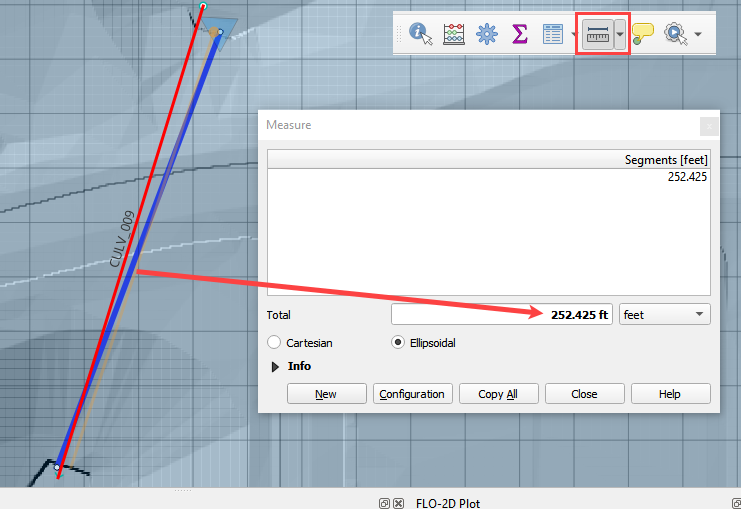 Measure
x
Segments [feet]
252.425
CULV_009
Total
252.425 ft
feet
Cartesian
Ellipsoidal
Info
New
Configuration
Copy All
Close
Help
FLO-2D Plot